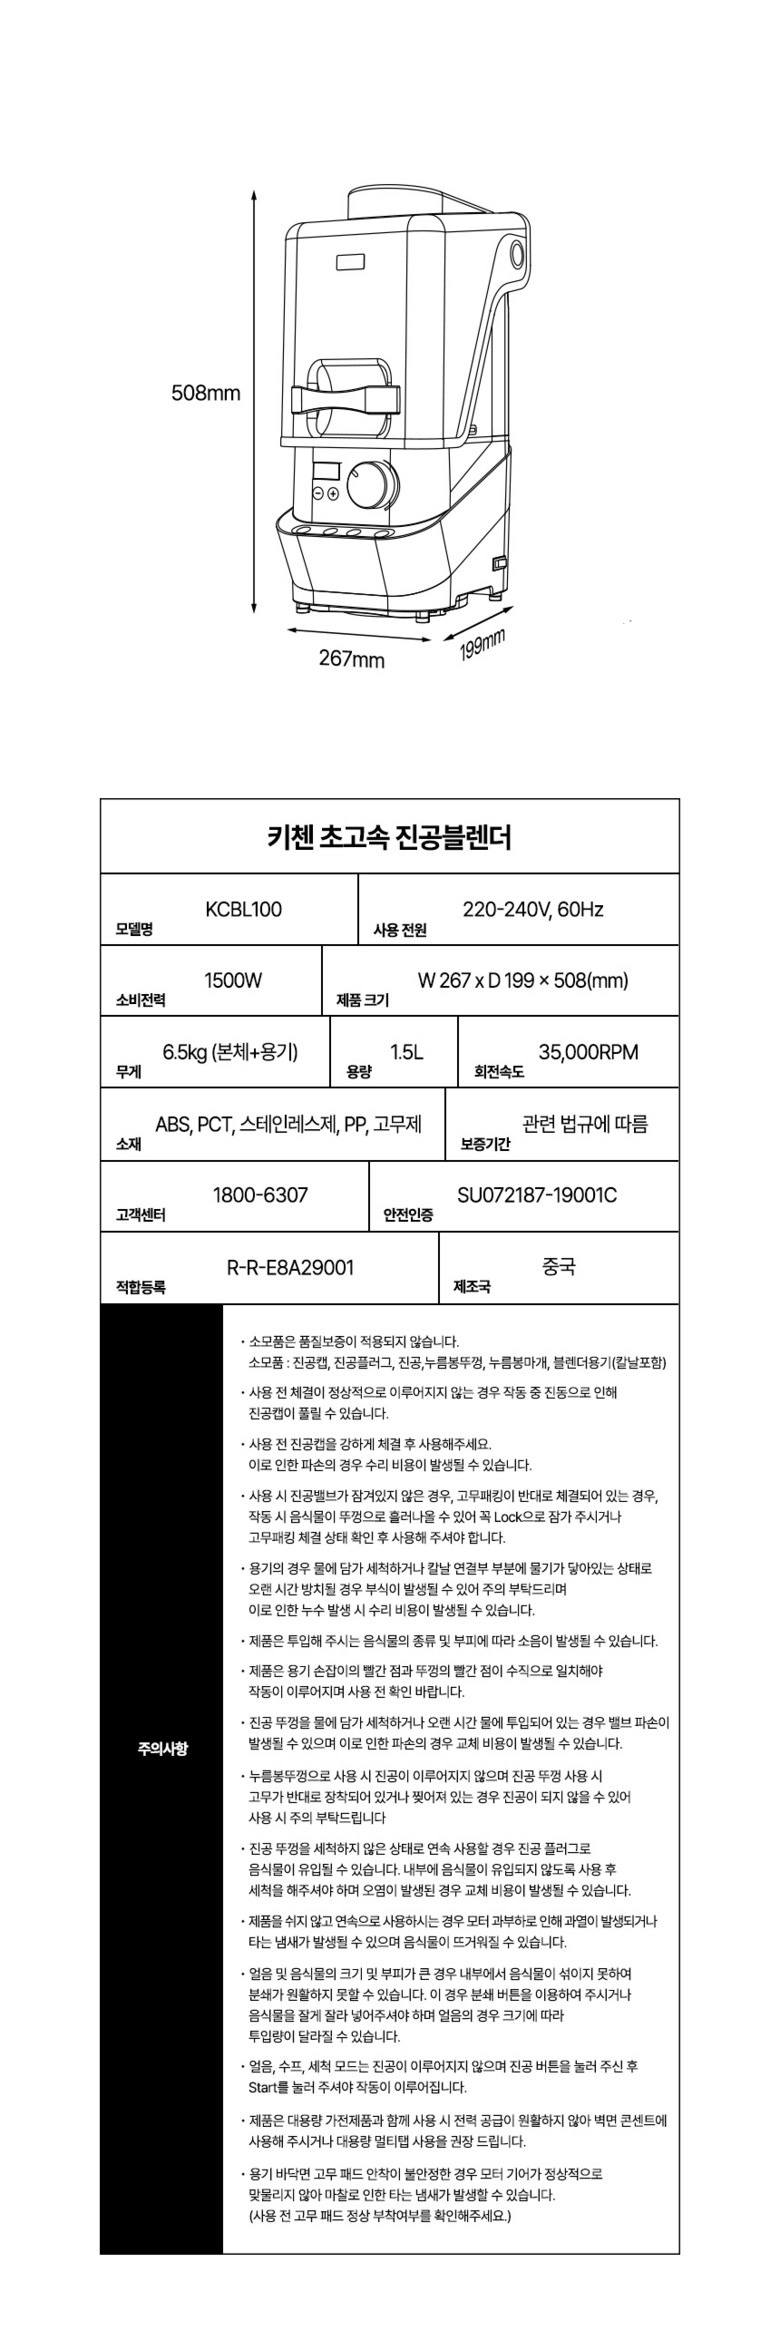 508mm
267mm
199mm
키첸 초고속 진공블렌더
모델명 KCBL100
사용 전원 220-240V, 60Hz
소비전력 1500W
제품 크기 W 267 x D 199 × 508(mm)
무게 6.5kg (본체+용기)
용량 1.5L
회전속도 35,000RPM
소재 ABS, PCT, 스테인레스제, PP, 고무제
보증기간 관련 법규에 따름
고객센터 1800-6307
안전인증 SU072187-19001C
적합등록 R-R-E8A29001
제조국 중국
주의사항
· 소모품은 품질보증이 적용되지 않습니다.
소모품 : 진공캡, 진공플러그, 진공,누름봉뚜껑, 누름봉마개, 블렌더용기(칼날포함)
· 사용 전 체결이 정상적으로 이루어지지 않는 경우 작동 중 진동으로 인해
진공캡이 풀릴 수 있습니다.
· 사용 전 진공캡을 강하게 체결 후 사용해주세요.
이로 인한 파손의 경우 수리 비용이 발생될 수 있습니다.
· 사용 시 진공밸브가 잠겨있지 않은 경우, 고무패킹이 반대로 체결되어 있는 경우,
작동 시 음식물이 뚜껑으로 흘러나올 수 있어 꼭 Lock으로 잠가 주시거나
고무패킹 체결 상태 확인 후 사용해 주셔야 합니다.
· 용기의 경우 물에 담가 세척하거나 칼날 연결부 부분에 물기가 닿아있는 상태로
오랜 시간 방치될 경우 부식이 발생될 수 있어 주의 부탁드리며
이로 인한 누수 발생 시 수리 비용이 발생될 수 있습니다.
· 제품은 투입해 주시는 음식물의 종류 및 부피에 따라 소음이 발생될 수 있습니다.
· 제품은 용기 손잡이의 빨간 점과 뚜껑의 빨간 점이 수직으로 일치해야
작동이 이루어지며 사용 전 확인 바랍니다.
· 진공 뚜껑을 물에 담가 세척하거나 오랜 시간 물에 투입되어 있는 경우 밸브 파손이
발생될 수 있으며 이로 인한 파손의 경우 교체 비용이 발생될 수 있습니다.
· 누름봉뚜껑으로 사용 시 진공이 이루어지지 않으며 진공 뚜껑 사용 시
고무가 반대로 장착되어 있거나 찢어져 있는 경우 진공이 되지 않을 수 있어
사용 시 주의 부탁드립니다
· 진공 뚜껑을 세척하지 않은 상태로 연속 사용할 경우 진공 플러그로
음식물이 유입될 수 있습니다. 내부에 음식물이 유입되지 않도록 사용 후
세척을 해주셔야 하며 오염이 발생된 경우 교체 비용이 발생될 수 있습니다.
· 제품을 쉬지 않고 연속으로 사용하시는 경우 모터 과부하로 인해 과열이 발생되거나
타는 냄새가 발생될 수 있으며 음식물이 뜨거워질 수 있습니다.
· 얼음 및 음식물의 크기 및 부피가 큰 경우 내부에서 음식물이 섞이지 못하여
분쇄가 원활하지 못할 수 있습니다. 이 경우 분쇄 버튼을 이용하여 주시거나
음식물을 잘게 잘라 넣어주셔야 하며 얼음의 경우 크기에 따라
투입량이 달라질 수 있습니다.
· 얼음, 수프, 세척 모드는 진공이 이루어지지 않으며 진공 버튼을 눌러 주신 후
Start를 눌러 주셔야 작동이 이루어집니다.
· 제품은 대용량 가전제품과 함께 사용 시 전력 공급이 원활하지 않아 벽면 콘센트에
사용해 주시거나 대용량 멀티탭 사용을 권장 드립니다.
· 용기 바닥면 고무 패드 안착이 불안정한 경우 모터 기어가 정상적으로
맞물리지 않아 마찰로 인한 타는 냄새가 발생할 수 있습니다.
(사용 전 고무 패드 정상 부착여부를 확인해주세요.)